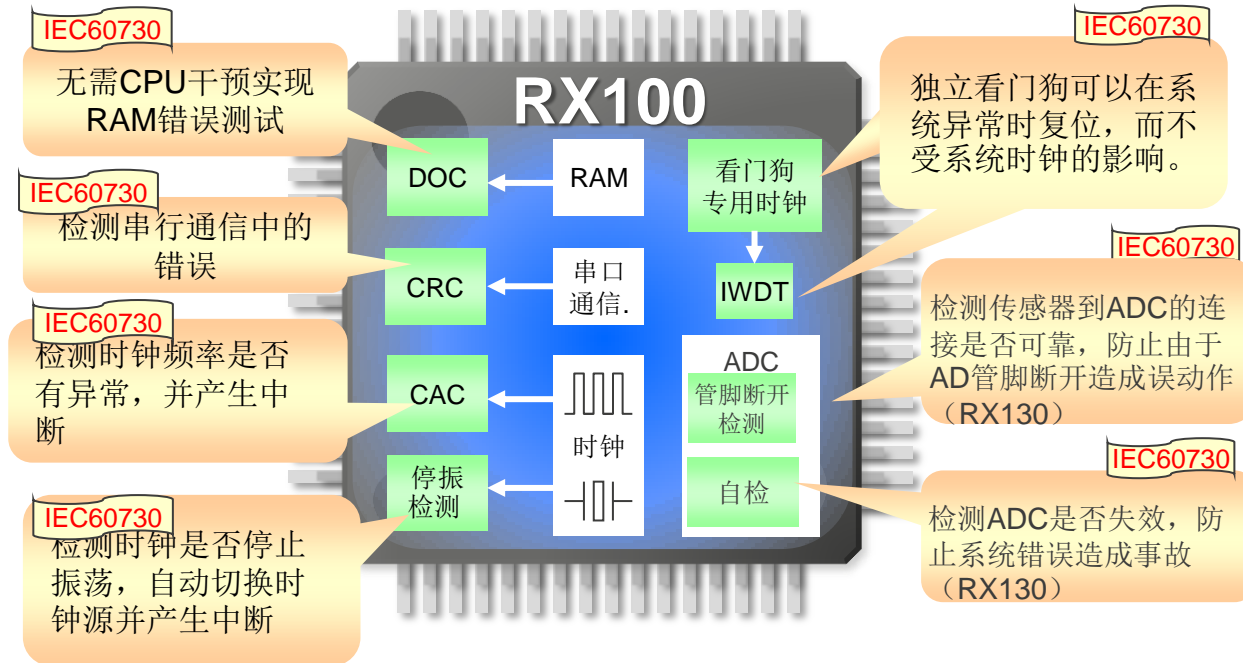 IEC60730
无需CPU干预实现
RAM错误测试
IEC60730
检测串行通信中的
错误
IEC60730
检测时钟频率是否
有异常，并产生中
断
IEC60730
检测时钟是否停止
振荡，自动切换时
钟源并产生中断
RX100
DOC
RAM
CRC
串口
通信.
CAC
时钟
停振
检测
看门狗
专用时钟
IWDT
ADC
管脚断开
检测
自检
IEC60730
独立看门狗可以在系
统异常时复位，而不
受系统时钟的影响。
IEC60730
检测传感器到ADC的连
接是否可靠，防止由于
AD管脚断开造成误动作
（RX130）
IEC60730
检测ADC是否失效，防
止系统错误造成事故
（RX130）